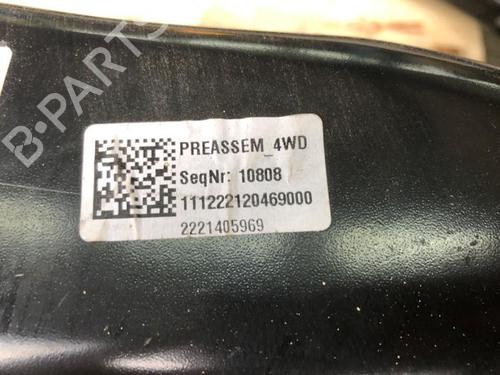 B-PARTS
PREASSEM_4WD
SeqNr: 10808
111222120469000
2221405969